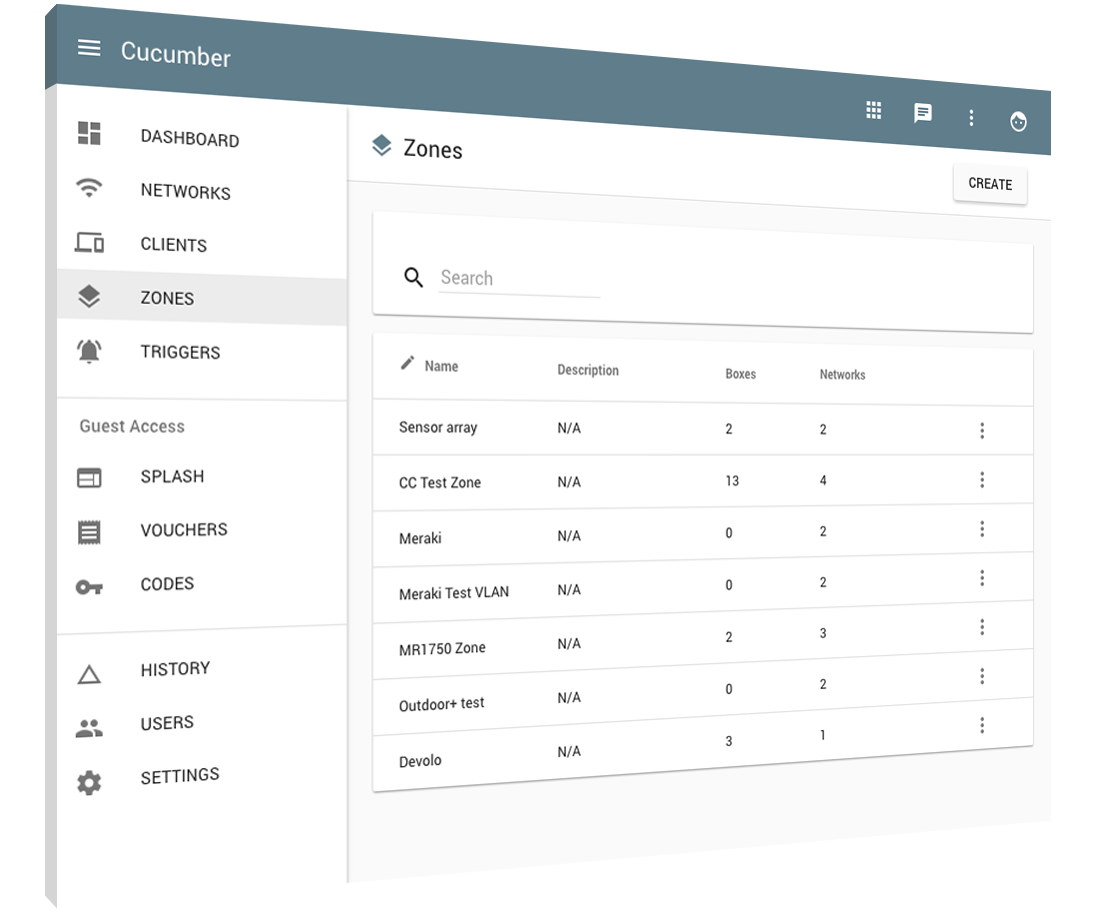 Cucumber
DASHBOARD
NETWORKS
CLIENTS
ZONES
TRIGGERS
Guest Access
SPLASH
VOUCHERS
CODES
HISTORY
USERS
SETTINGS
Zones
CREATE
Search
Name Description Boxes Networks
Sensor array N/A 2 2
CC Test Zone N/A 13 4
Meraki N/A 0 2
Meraki Test VLAN N/A 0 2
MR1750 Zone N/A 2 3
Outdoor+ test N/A 0 2
Devolo N/A 3 1